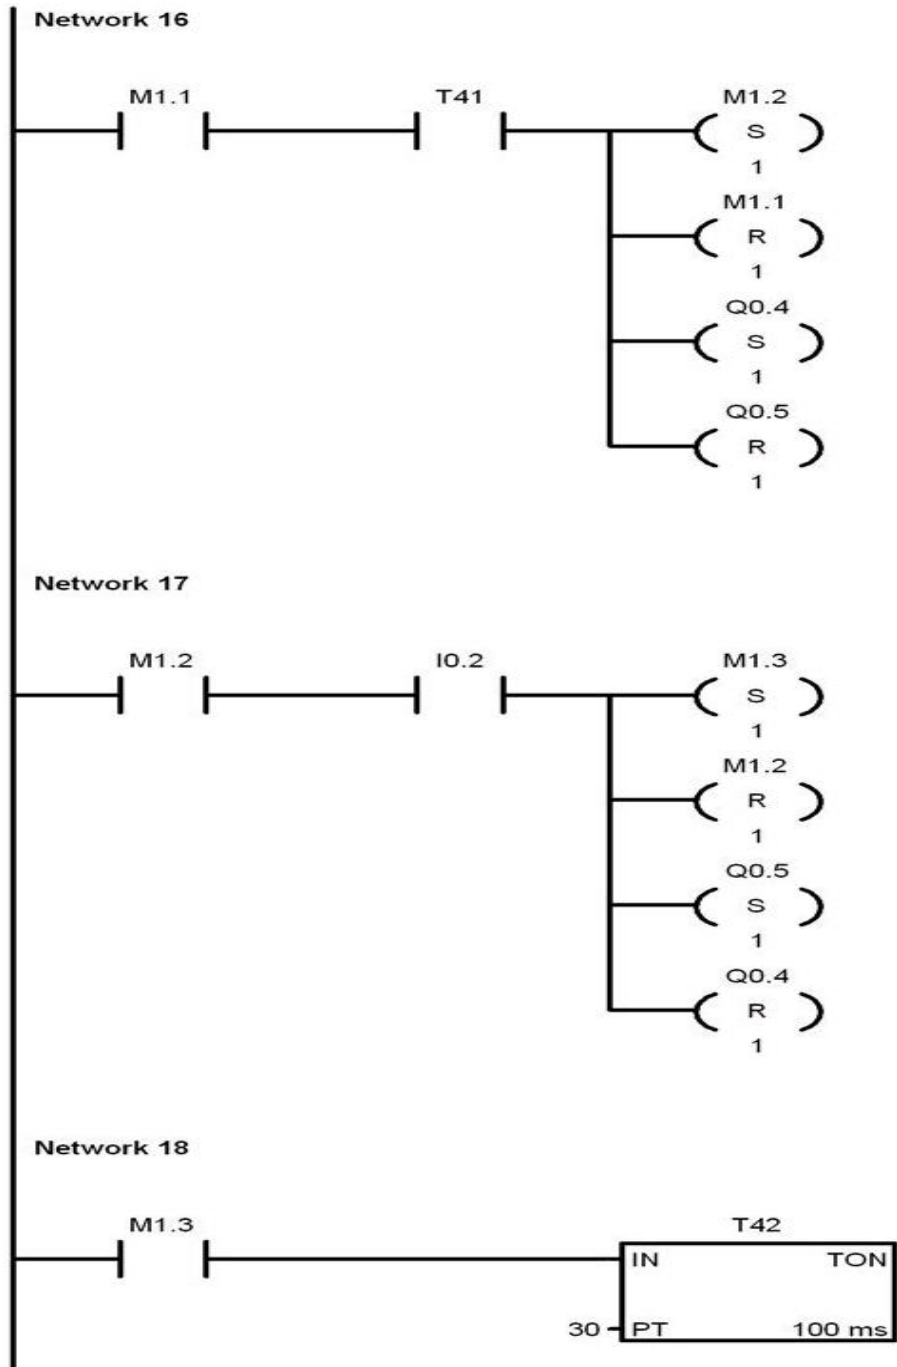 Network 16
M1.1 T41 M1.2
S
1
M1.1
R
1
Q0.4
S
1
Q0.5
R
1
Network 17
M1.2 I0.2 M1.3
S
1
M1.2
R
1
Q0.5
S
1
Q0.4
R
1
Network 18
M1.3 T42
IN TON
30 PT 100 ms